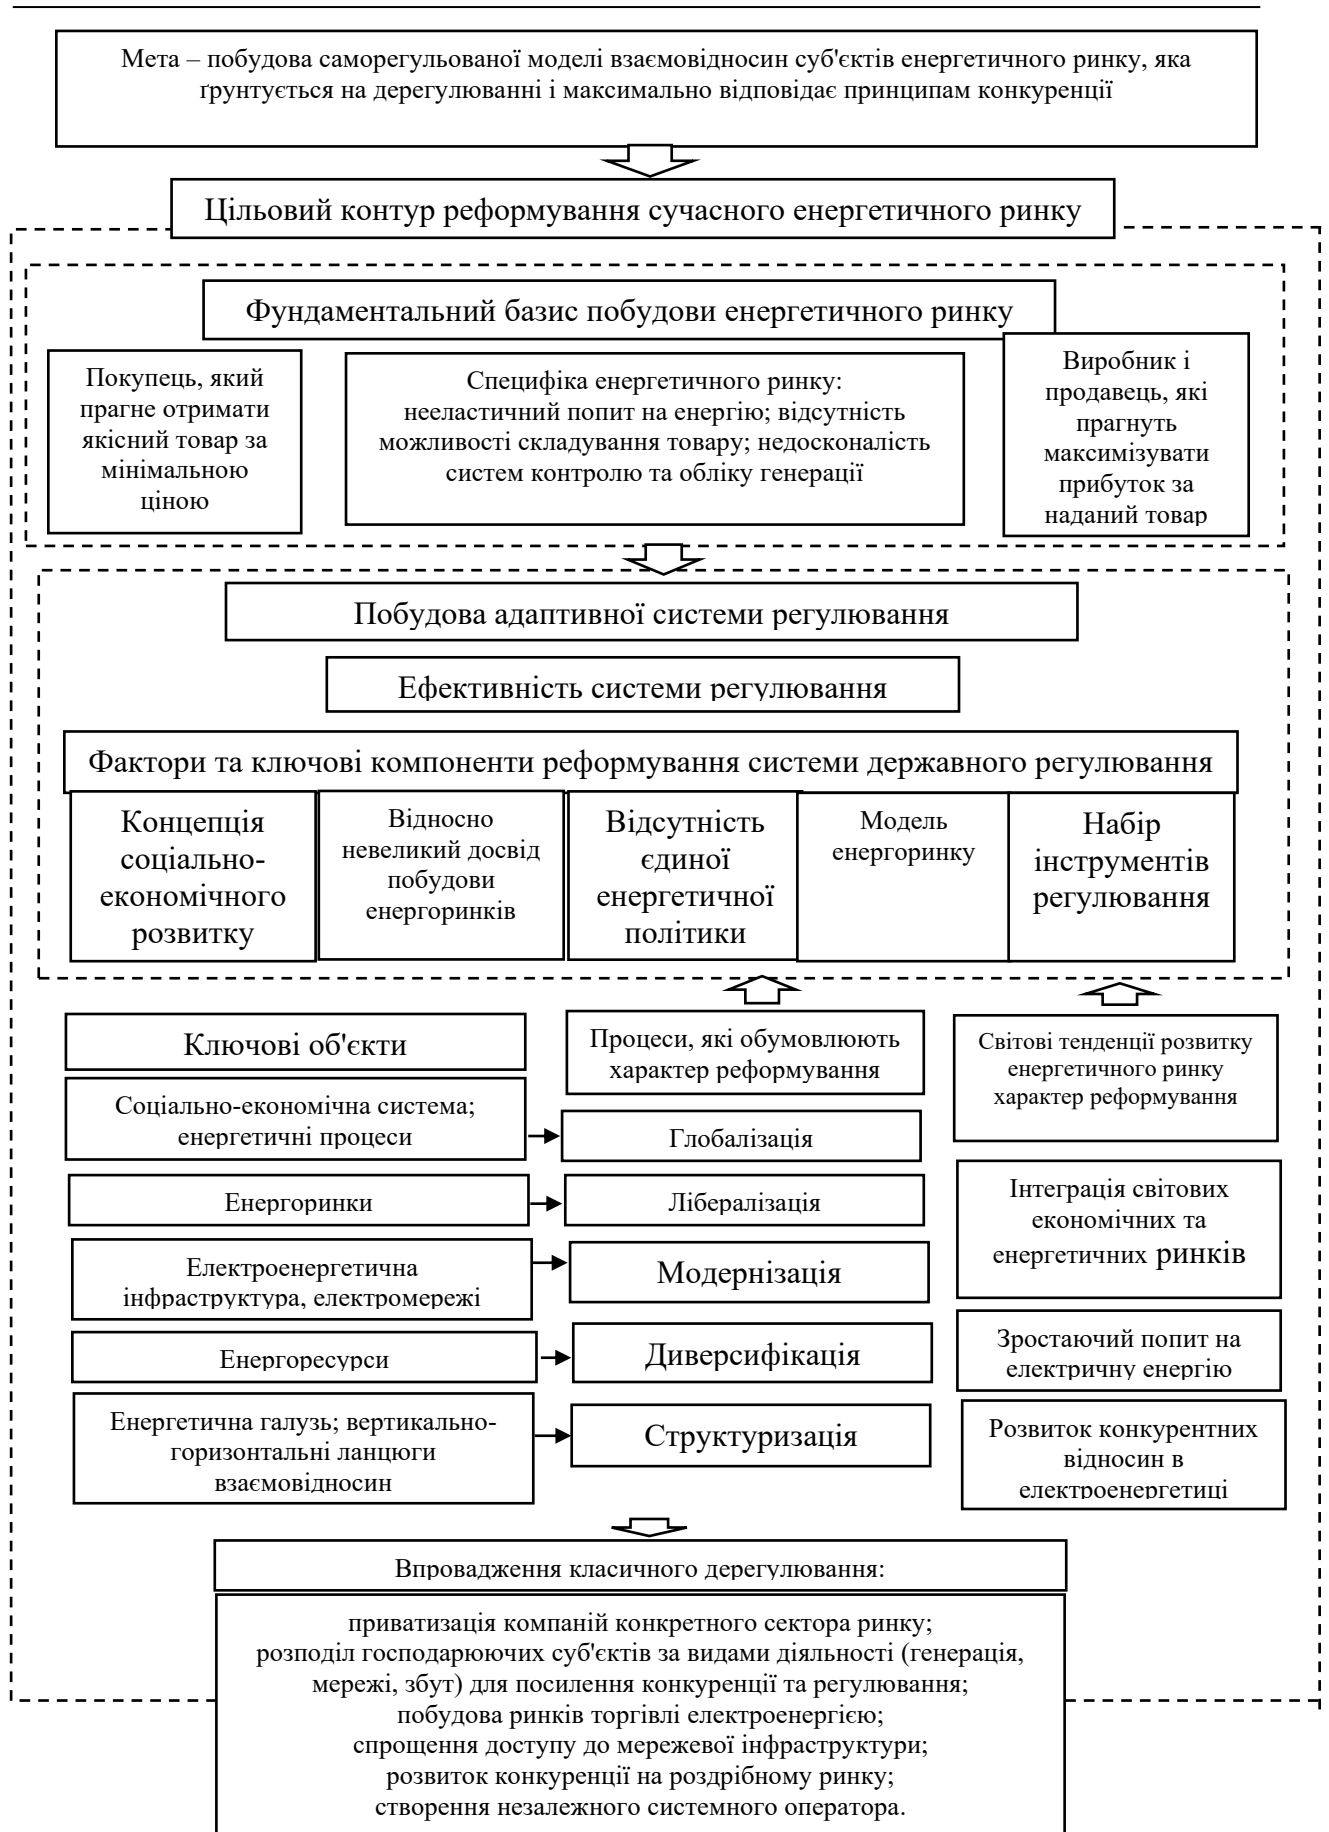 Мета – побудова саморегульованої моделі взаємовідносин суб'єктів енергетичного ринку, яка
ґрунтується на дерегулюванні і максимально відповідає принципам конкуренції
Цільовий контур реформування сучасного енергетичного ринку
Фундаментальний базис побудови енергетичного ринку
Покупець, який
прагне отримати
якісний товар за
мінімальною
ціною
Специфіка енергетичного ринку:
нееластичний попит на енергію; відсутність
можливості складування товару; недосконалість
систем контролю та обліку генерації
Виробник і
продавець, які
прагнуть
максимізувати
прибуток за
наданий товар
Побудова адаптивної системи регулювання
Ефективність системи регулювання
Фактори та ключові компоненти реформування системи державного регулювання
Концепція
соціально-
економічного
розвитку
Відносно
невеликий досвід
побудови
енергоринків
Відсутність
єдиної
енергетичної
політики
Модель
енергоринку
Набір
інструментів
регулювання
Ключові об'єкти
Процеси, які обумовлюють
характер реформування
Світові тенденції розвитку
енергетичного ринку
характер реформування
Соціально-економічна система;
енергетичні процеси
Глобалізація
Енергоринки
Лібералізація
Інтеграція світових
економічних та
енергетичних ринків
Електроенергетична
інфраструктура, електромережі
Модернізація
Енергоресурси
Диверсифікація
Зростаючий попит на
електричну енергію
Енергетична галузь; вертикально-
горизонтальні ланцюги
взаємовідносин
Структуризація
Розвиток конкурентних
відносин в
електроенергетиці
Впровадження класичного дерегулювання:
приватизація компаній конкретного сектора ринку;
розподіл господарюючих суб'єктів за видами діяльності (генерація,
мережі, збут) для посилення конкуренції та регулювання;
побудова ринків торгівлі електроенергією;
спрощення доступу до мережевої інфраструктури;
розвиток конкуренції на роздрібному ринку;
створення незалежного системного оператора.